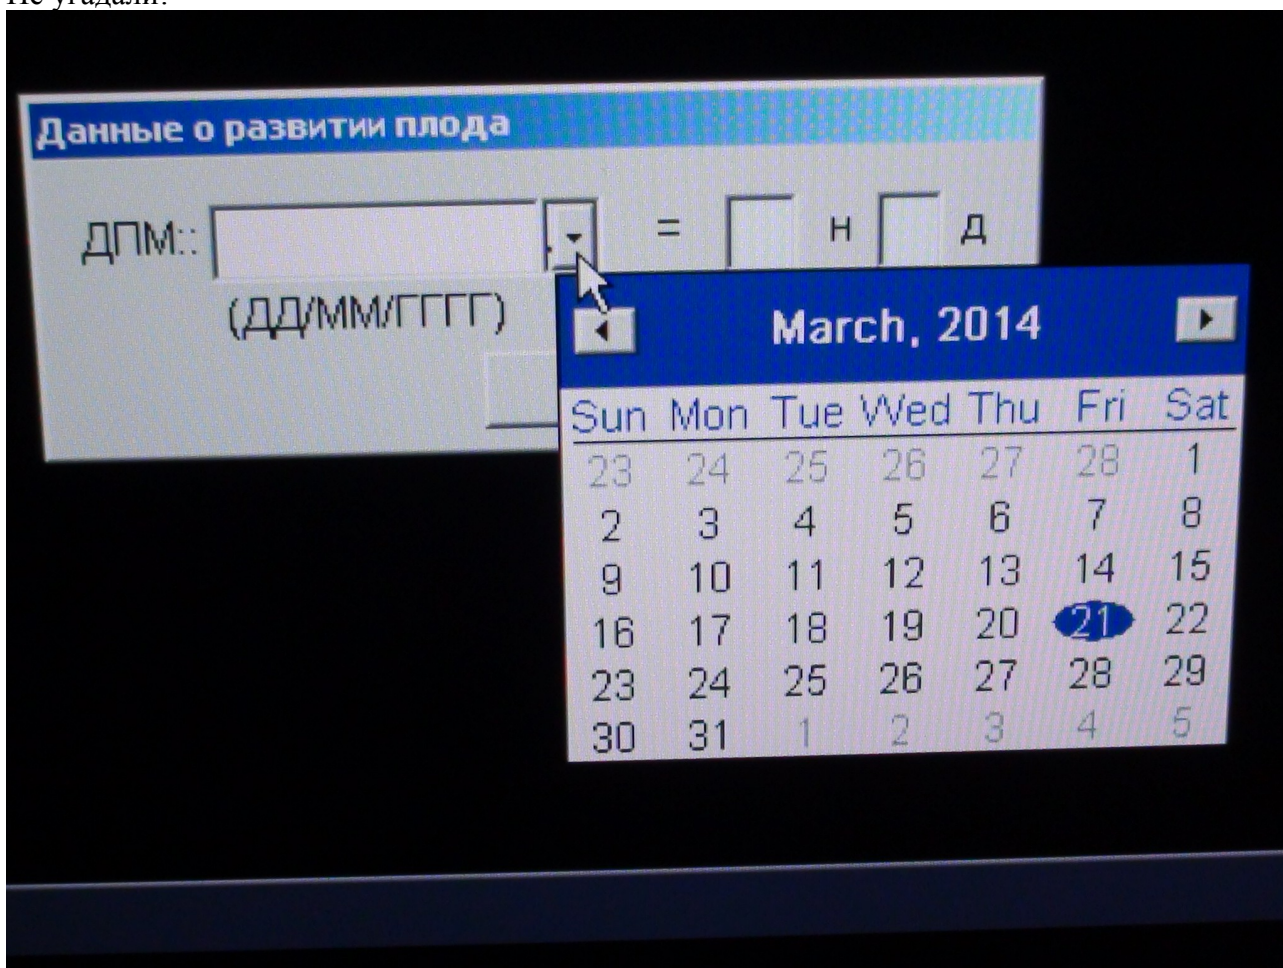 Не угадали?
Данные о развитии плода
ДПМ:: = н д
(ДД/ММ/ГГГГ)
March, 2014
Sun Mon Tue Wed Thu Fri Sat
23 24 25 26 27 28 1
2 3 4 5 6 7 8
9 10 11 12 13 14 15
16 17 18 19 20 21 22
23 24 25 26 27 28 29
30 31 1 2 3 4 5